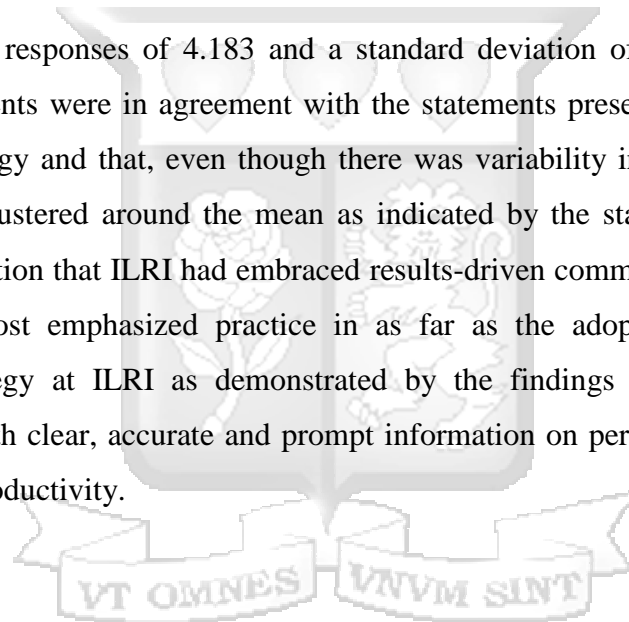 responses of 4.183 and a standard deviation of
nts were in agreement with the statements prese
gy and that, even though there was variability i
ustered around the mean as indicated by the sta
tion that ILRI had embraced results-driven comm
ost emphasized practice in as far as the adop
egy at ILRI as demonstrated by the findings
th clear, accurate and prompt information on per
oductivity.
VT OMNES VNVM SINT